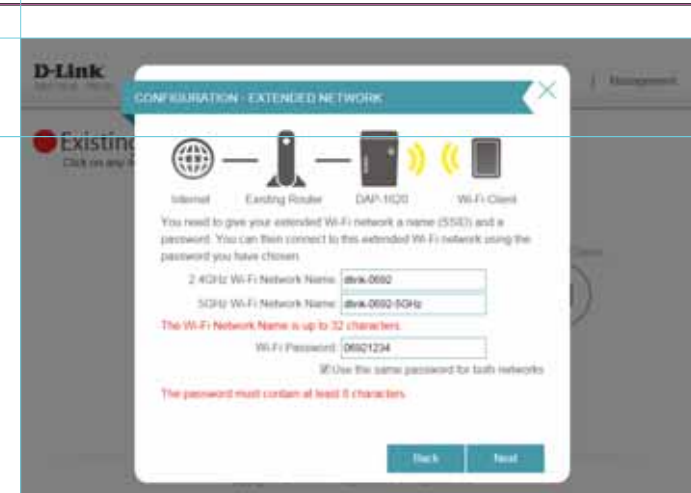 D-Link
Management
CONFIGURATION - EXTENDED NETWORK
Existing
Click on any
Internet Existing Router DAP-1620 Wi-Fi Client
You need to give your extended Wi-Fi network a name (SSID) and a
password. You can then connect to this extended Wi-Fi network using the
password you have chosen.
2.4GHz Wi-Fi Network Name: dlink-0692
5GHz Wi-Fi Network Name: dlink-0692-5GHz
The Wi-Fi Network Name is up to 32 characters.
Wi-Fi Password: 06921234
Use the same password for both networks
The password must contain at least 8 characters.
Back Next